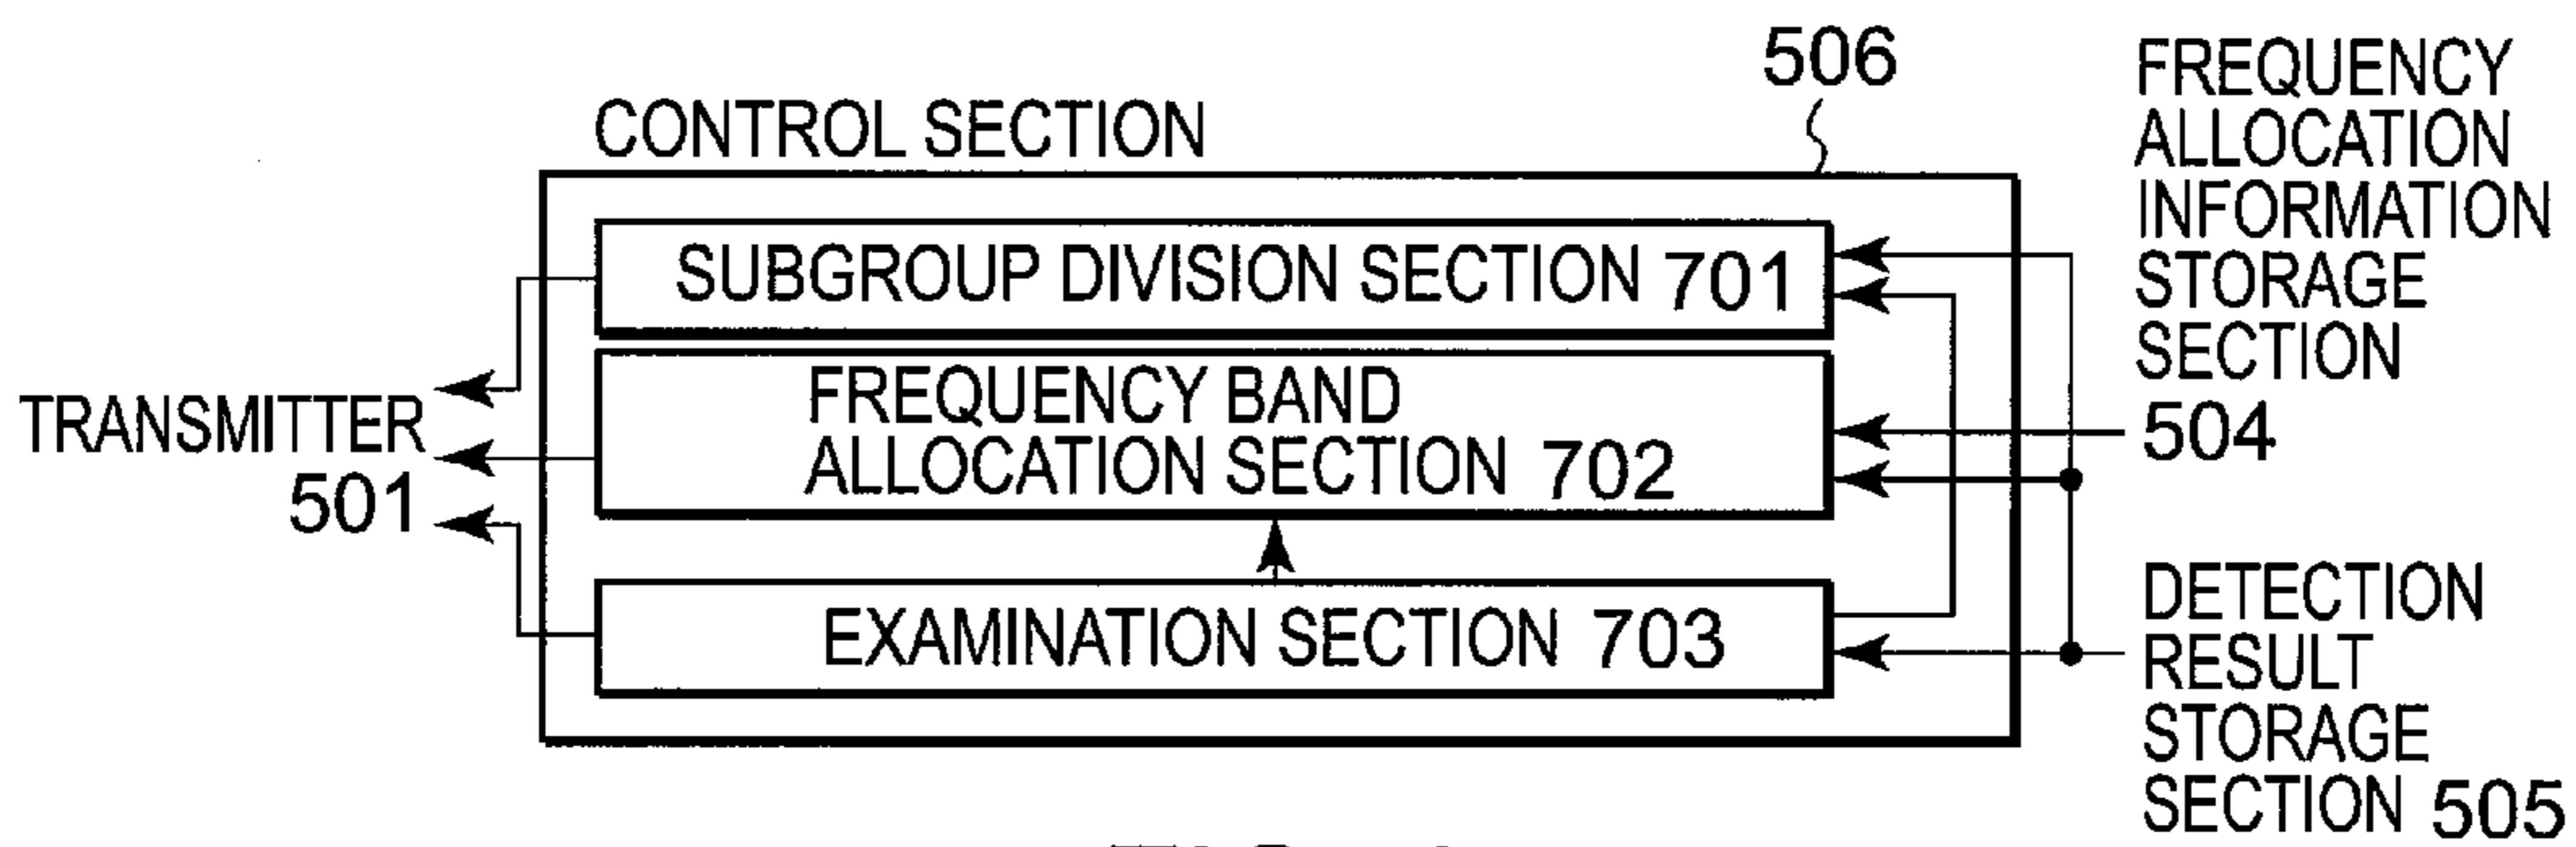 506
CONTROL SECTION
SUBGROUP DIVISION SECTION 701
FREQUENCY BAND
ALLOCATION SECTION 702
EXAMINATION SECTION 703
TRANSMITTER
501
FREQUENCY
ALLOCATION
INFORMATION
STORAGE
SECTION
504
DETECTION
RESULT
STORAGE
SECTION 505